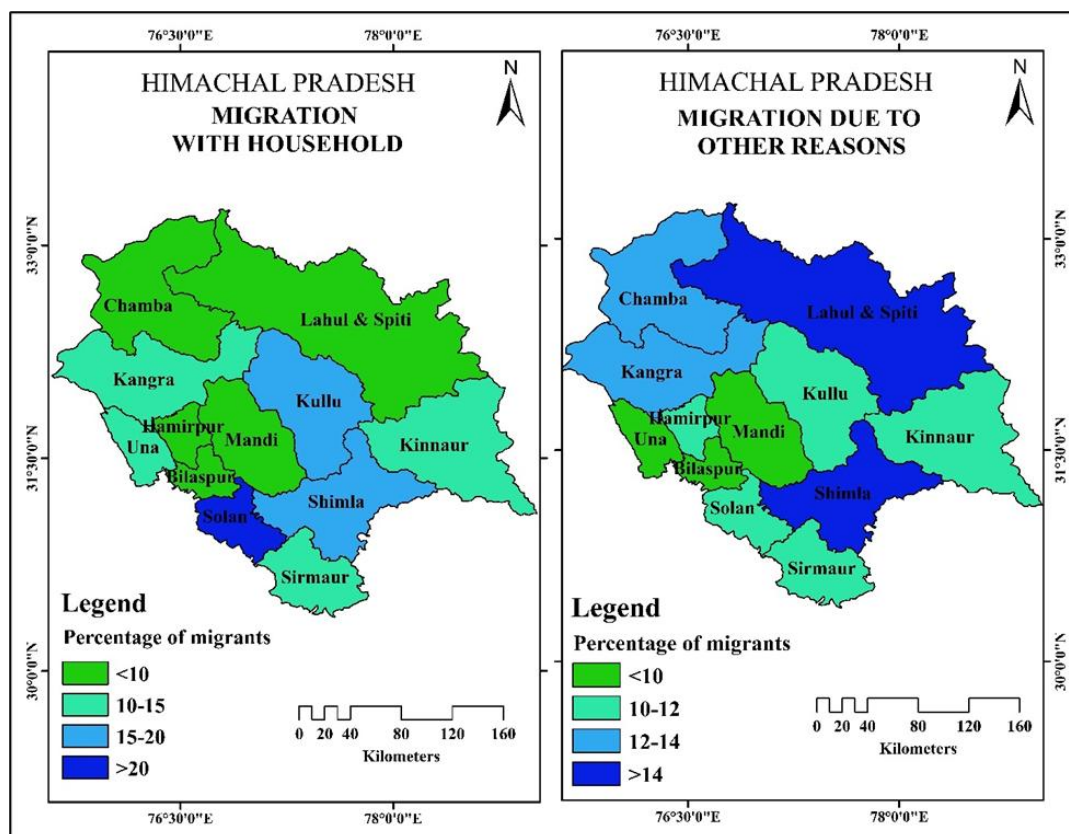 76°30'0"E 78°0'0"E
HIMACHAL PRADESH
MIGRATION
WITH HOUSEHOLD
N
33°0'0"N
31°30'0"N
30°0'0"N
Chamba
Lahul & Spiti
Kangra
Kullu
Hamirpur
Una
Mandi
Kinnaur
Bilaspur
Shimla
Solan
Sirmaur
Legend
Percentage of migrants
<10
10-15
15-20
>20
0 20 40 80 120 160
Kilometers
76°30'0"E 78°0'0"E
76°30'0"E 78°0'0"E
HIMACHAL PRADESH
MIGRATION DUE TO
OTHER REASONS
N
33°0'0"N
31°30'0"N
30°0'0"N
Chamba
Lahul & Spiti
Kangra
Kullu
Hamirpur
Una
Mandi
Kinnaur
Bilaspur
Shimla
Solan
Sirmaur
Legend
Percentage of migrants
<10
10-12
12-14
>14
0 20 40 80 120 160
Kilometers
76°30'0"E 78°0'0"E